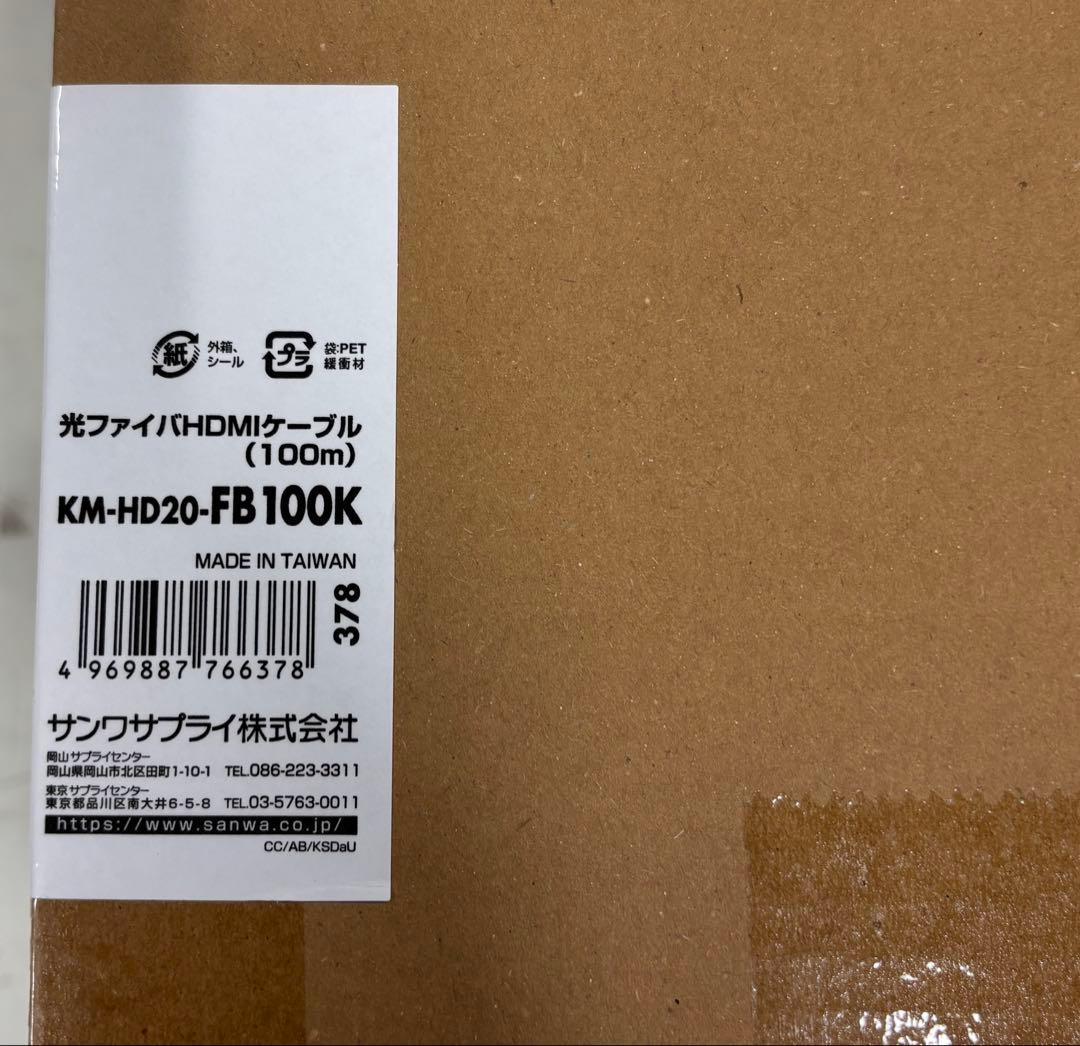 紙 外箱、シール プラ 袋:PET 緩衝材
光ファイバHDMIケーブル
(100m)
KM-HD20-FB100K
MADE IN TAIWAN
378
4 969887 766378
サンワサプライ株式会社
岡山サプライセンター
岡山県岡山市北区田町1-10-1 TEL.086-223-3311
東京サプライセンター
東京都品川区南大井6-5-8 TEL.03-5763-0011
https://www.sanwa.co.jp/
CC/AB/KSDaU